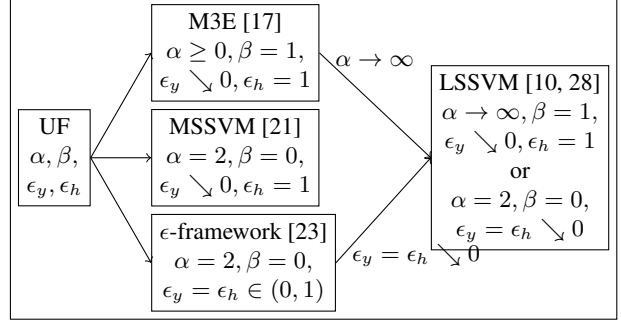 UF
α, β,
ϵ_y, ϵ_h
M3E [17]
α ≥ 0, β = 1,
ϵ_y ↘ 0, ϵ_h = 1
MSSVM [21]
α = 2, β = 0,
ϵ_y ↘ 0, ϵ_h = 1
ϵ-framework [23]
α = 2, β = 0,
ϵ_y = ϵ_h ∈ (0, 1)
α → ∞
ϵ_y = ϵ_h ↘ 0
LSSVM [10, 28]
α → ∞, β = 1,
ϵ_y ↘ 0, ϵ_h = 1
or
α = 2, β = 0,
ϵ_y = ϵ_h ↘ 0